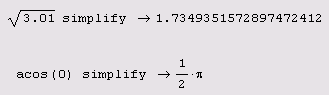 √3.01 simplify → 1.7349351572897472412
acos(0) simplify → 1/2 · π